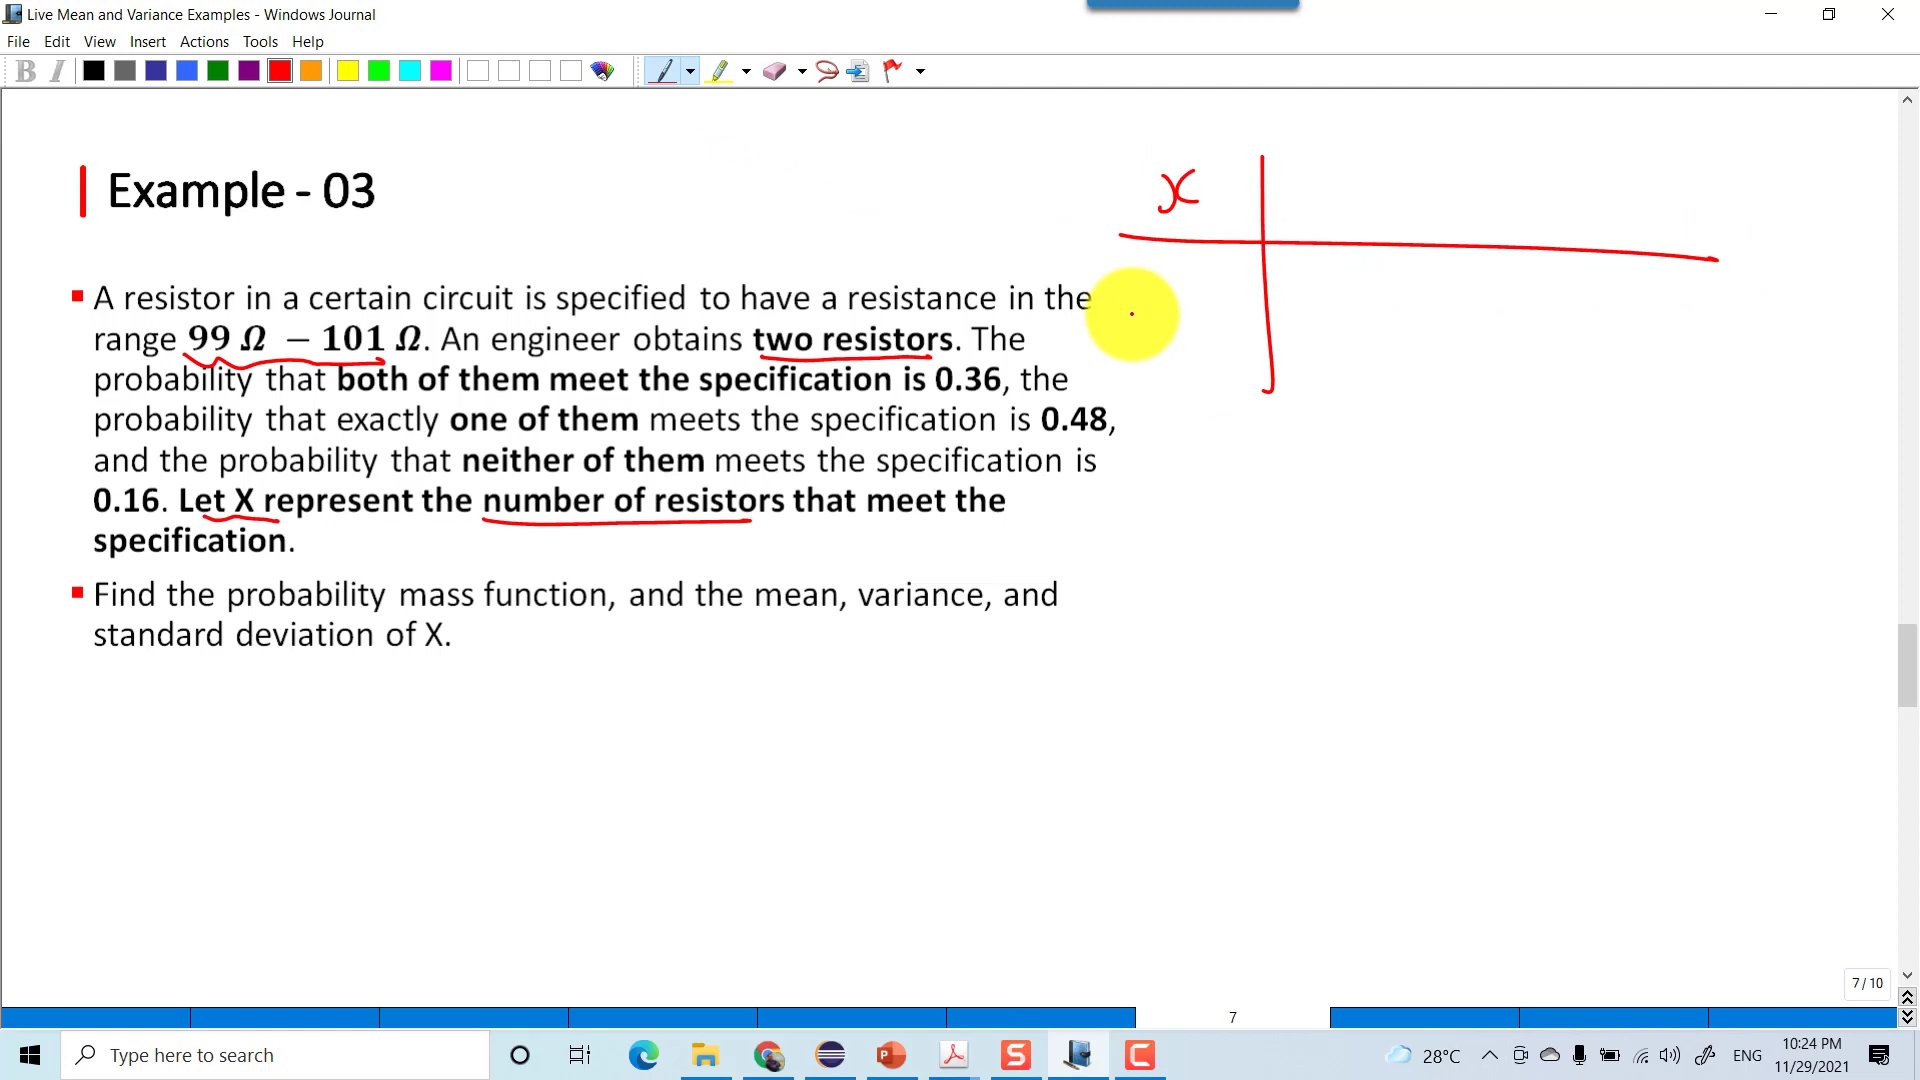 Live Mean and Variance Examples - Windows Journal
File Edit View Insert Actions Tools Help
B I
Example - 03
x
A resistor in a certain circuit is specified to have a resistance in the
range 99 Ω – 101 Ω. An engineer obtains two resistors. The
probability that both of them meet the specification is 0.36, the
probability that exactly one of them meets the specification is 0.48,
and the probability that neither of them meets the specification is
0.16. Let X represent the number of resistors that meet the
specification.
Find the probability mass function, and the mean, variance, and
standard deviation of X.
7 / 10
7
Type here to search
28°C
ENG
10:24 PM
11/29/2021